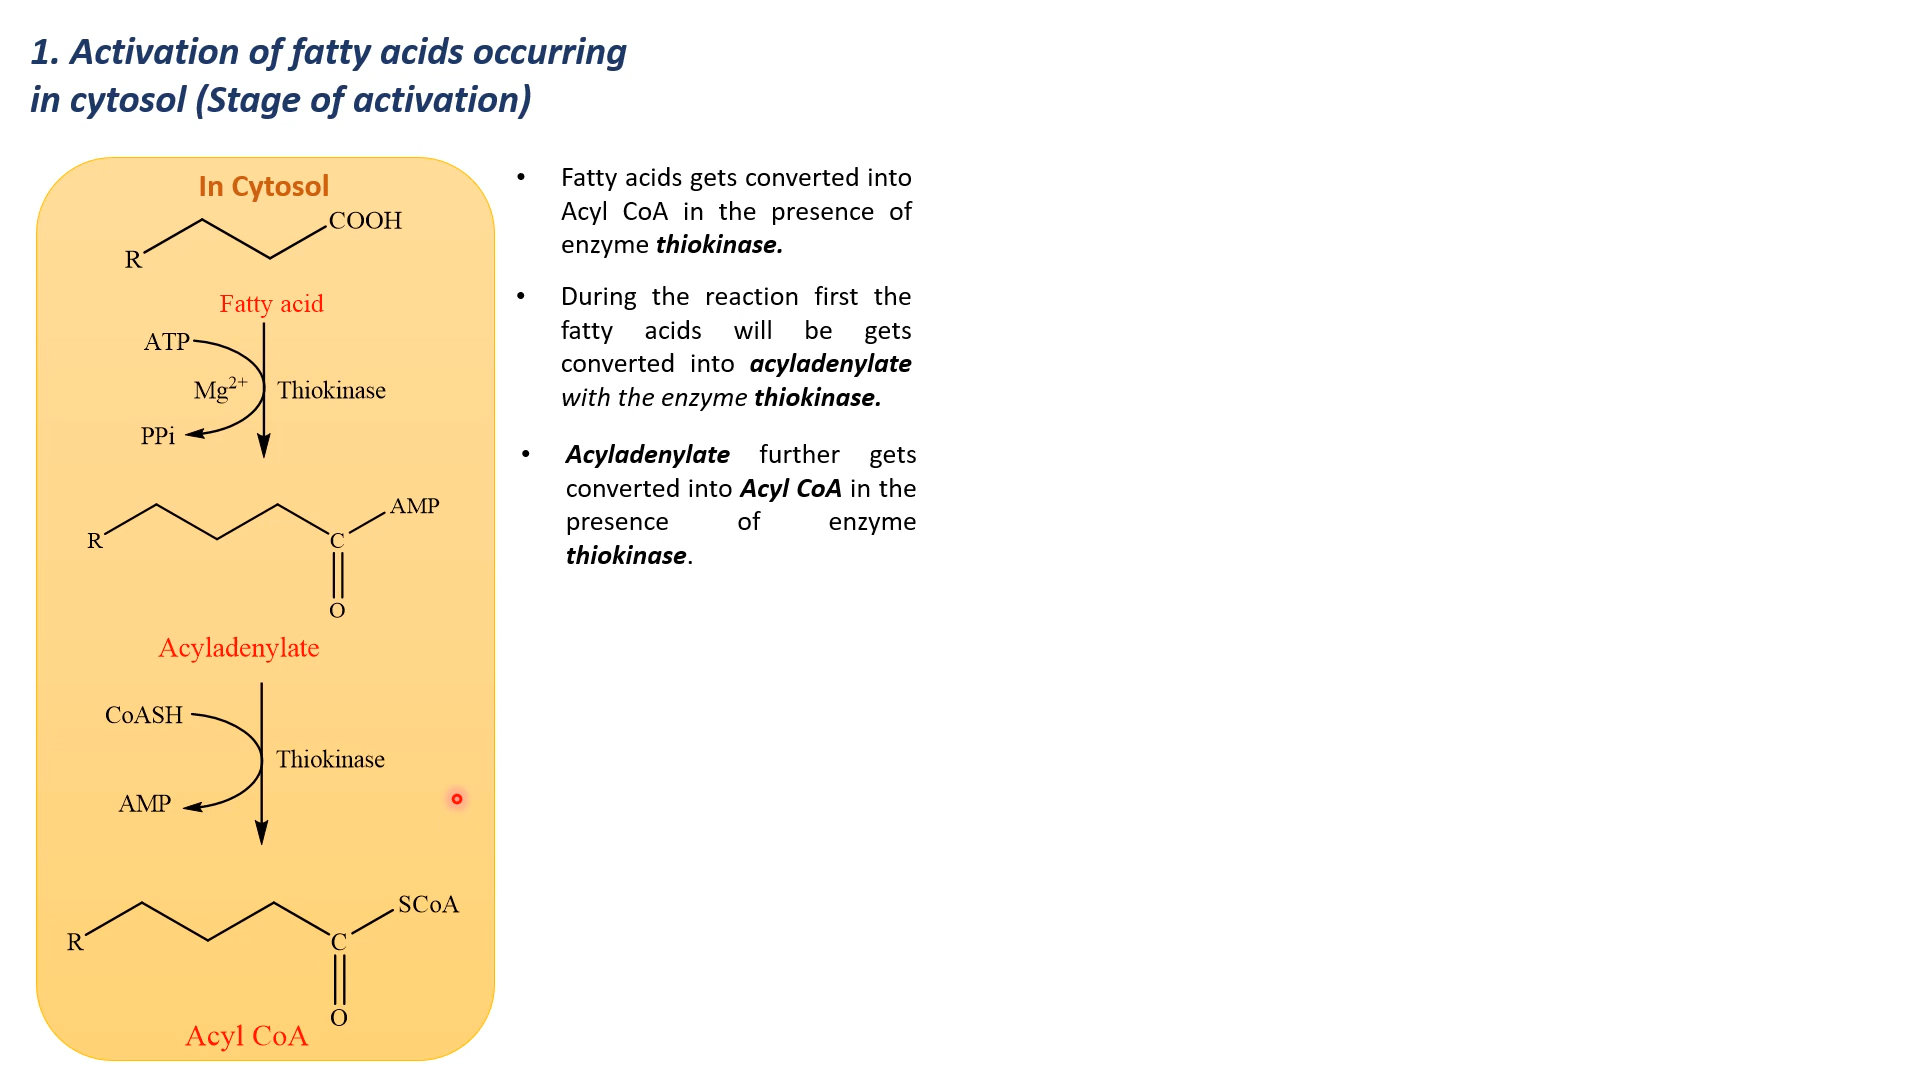 1. Activation of fatty acids occurring
in cytosol (Stage of activation)
In Cytosol
COOH
R
Fatty acid
ATP
Mg2+
Thiokinase
PPi
AMP
R
C
O
Acyladenylate
CoASH
Thiokinase
AMP
SCoA
R
C
O
Acyl CoA
• Fatty acids gets converted into
Acyl CoA in the presence of
enzyme thiokinase.
• During the reaction first the
fatty acids will be gets
converted into acyladenylate
with the enzyme thiokinase.
• Acyladenylate further gets
converted into Acyl CoA in the
presence of enzyme
thiokinase.